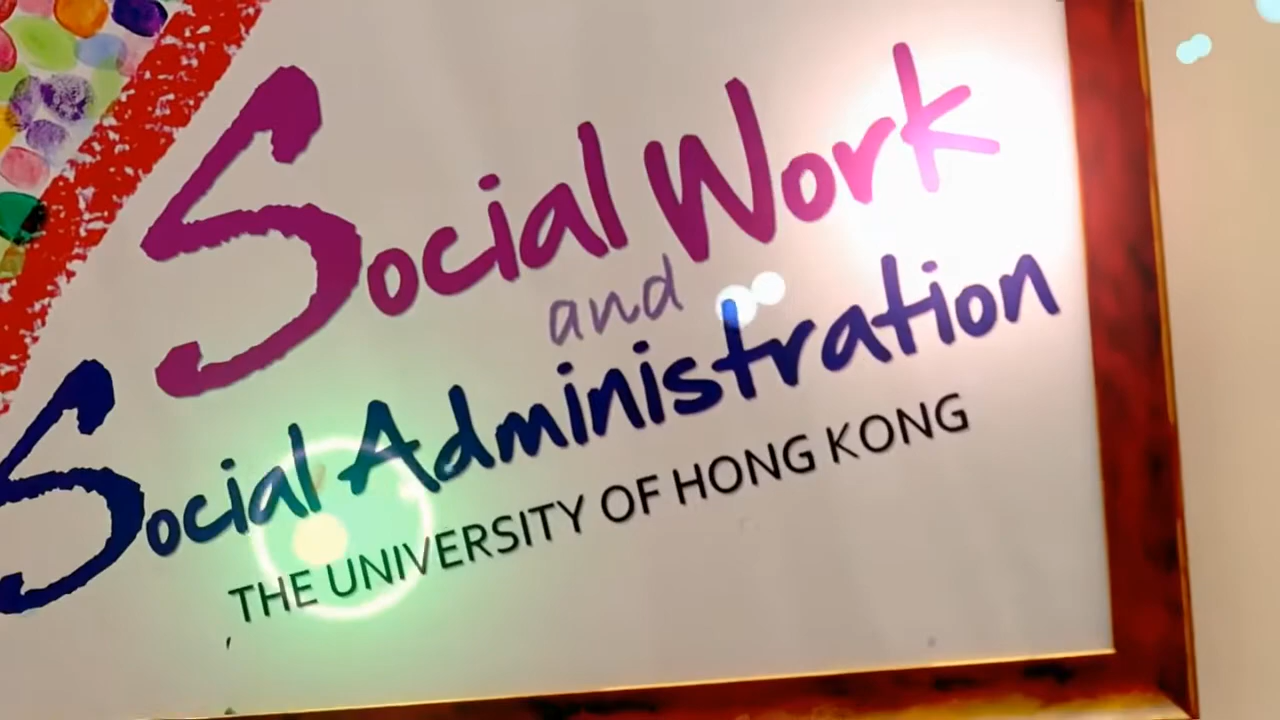 Social Work
and
Social Administration
THE UNIVERSITY OF HONG KONG